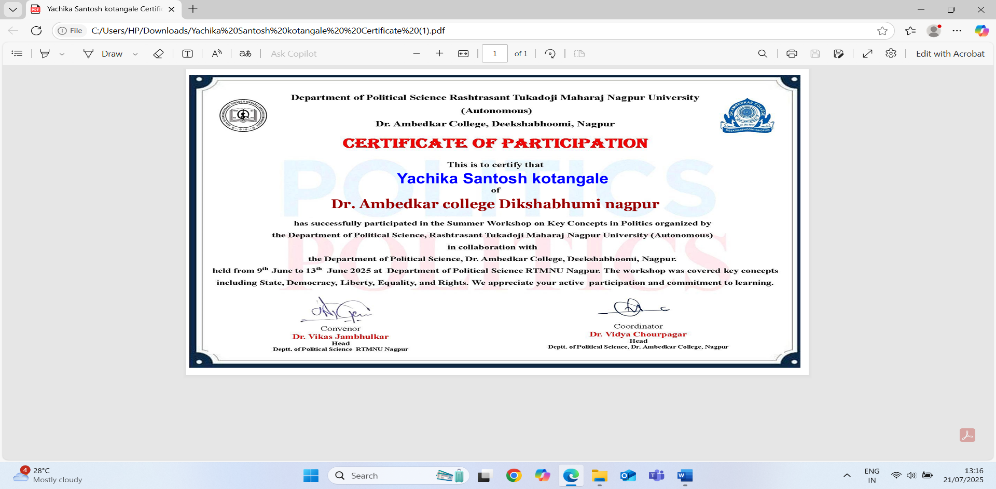 Yachika Santosh kotangale Certific
File
C:/Users/HP/Downloads/Yachika%20Santosh%20kotangale%20%20Certificate%20(1).pdf
Draw
Ask Copilot
1 of 1
Edit with Acrobat
Department of Political Science Rashtrasant Tukadoji Maharaj Nagpur University
(Autonomous)
Dr. Ambedkar College, Deekshabhoomi, Nagpur
CERTIFICATE OF PARTICIPATION
This is to certify that
POLITICS
Yachika Santosh kotangale
of
Dr. Ambedkar college Dikshabhumi nagpur
has successfully participated in the Summer Workshop on Key Concepts in Politics organized by
the Department of Political Science, Rashtrasant Tukadoji Maharaj Nagpur University (Autonomous)
POLITICS
in collaboration with
the Department of Political Science, Dr. Ambedkar College, Deekshabhoomi, Nagpur.
held from 9th June to 13th June 2025 at Department of Political Science RTMNU Nagpur. The workshop was covered key concepts
including State, Democracy, Liberty, Equality, and Rights. We appreciate your active participation and commitment to learning.
Convenor
Dr. Vikas Jambhulkar
Head
Deptt. of Political Science RTMNU Nagpur
Coordinator
Dr. Vidya Chourpagar
Head
Deptt. of Political Science, Dr. Ambedkar College, Nagpur
4
28°C
Mostly cloudy
Search
ENG
IN
13:16
21/07/2025